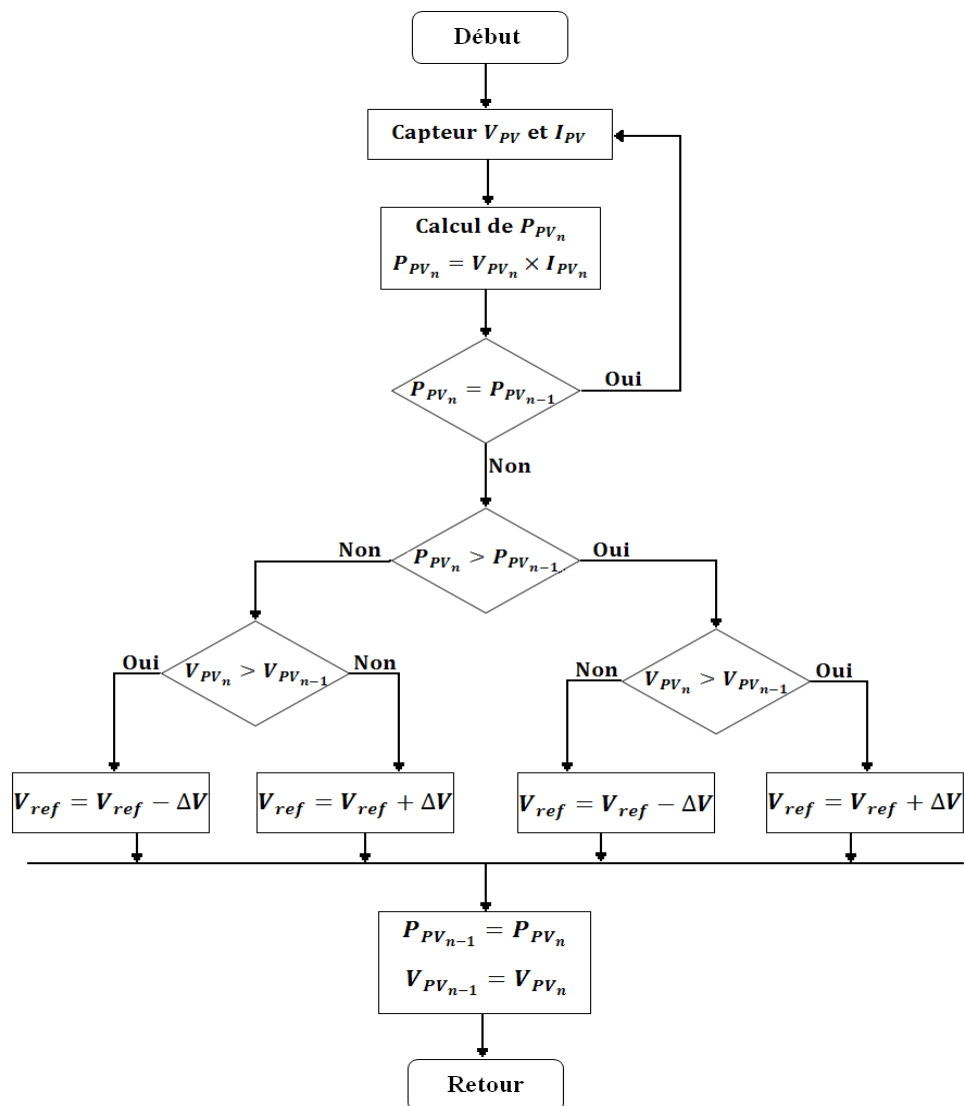 Début
Capteur V_PV et I_PV
Calcul de P_PV_n
P_PV_n = V_PV_n × I_PV_n
P_PV_n = P_PV_n−1
Oui
Non
P_PV_n > P_PV_n−1
Non
Oui
V_PV_n > V_PV_n−1
Oui
Non
V_PV_n > V_PV_n−1
Non
Oui
V_ref = V_ref − ΔV
V_ref = V_ref + ΔV
V_ref = V_ref − ΔV
V_ref = V_ref + ΔV
P_PV_n−1 = P_PV_n
V_PV_n−1 = V_PV_n
Retour